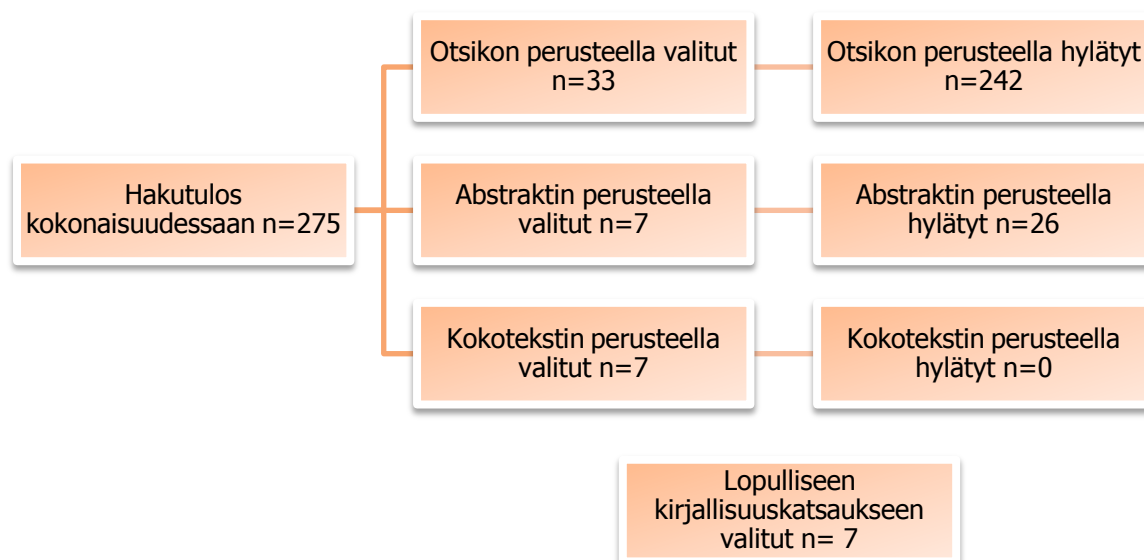 Otsikon perusteella valitut
n=33
Otsikon perusteella hylätyt
n=242
Hakutulos
kokonaisuudessaan n=275
Abstraktin perusteella
valitut n=7
Abstraktin perusteella
hylätyt n=26
Kokotekstin perusteella
valitut n=7
Kokotekstin perusteella
hylätyt n=0
Lopulliseen
kirjallisuuskatsaukseen
valitut n= 7